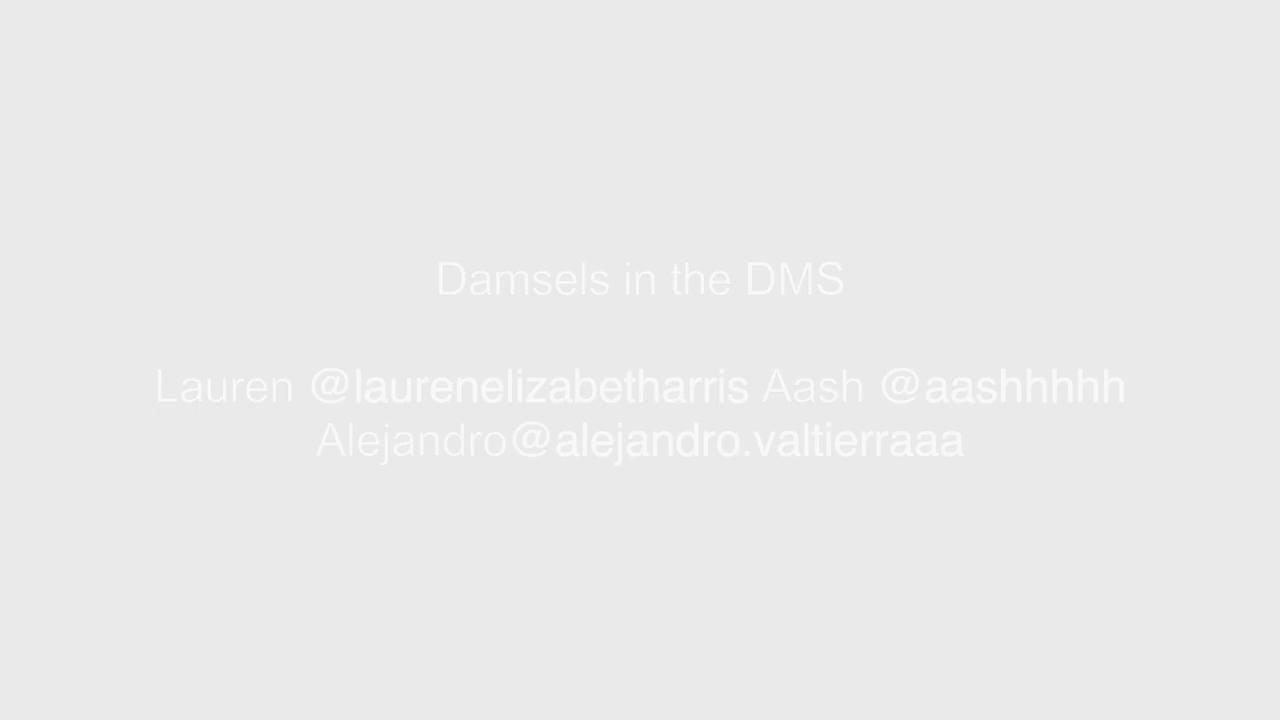 Damsels in the DMS
Lauren @laurenelizabetharris Aash @aashhhhh
Alejandro@alejandro.valtierraaa